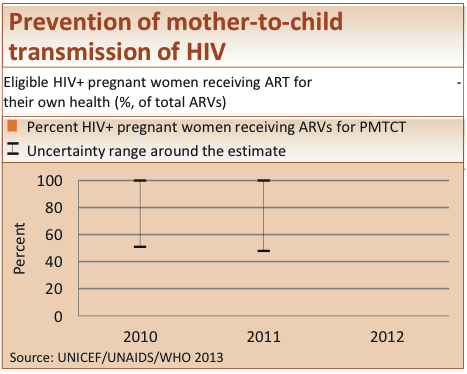 Prevention of mother-to-child
transmission of HIV
Eligible HIV+ pregnant women receiving ART for -
their own health (%, of total ARVs)
Percent HIV+ pregnant women receiving ARVs for PMTCT
Uncertainty range around the estimate
100
80
60
40
20
0
Percent
2010 2011 2012
Source: UNICEF/UNAIDS/WHO 2013